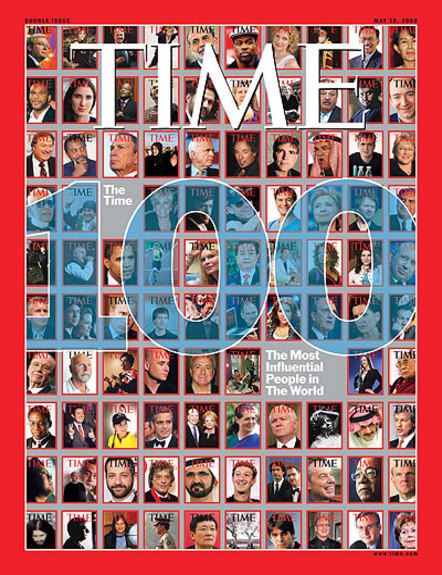 DOUBLE ISSUE
MAY 12, 2008
TIME
The
Time
100
The Most
Influential
People in
The World
www.time.com